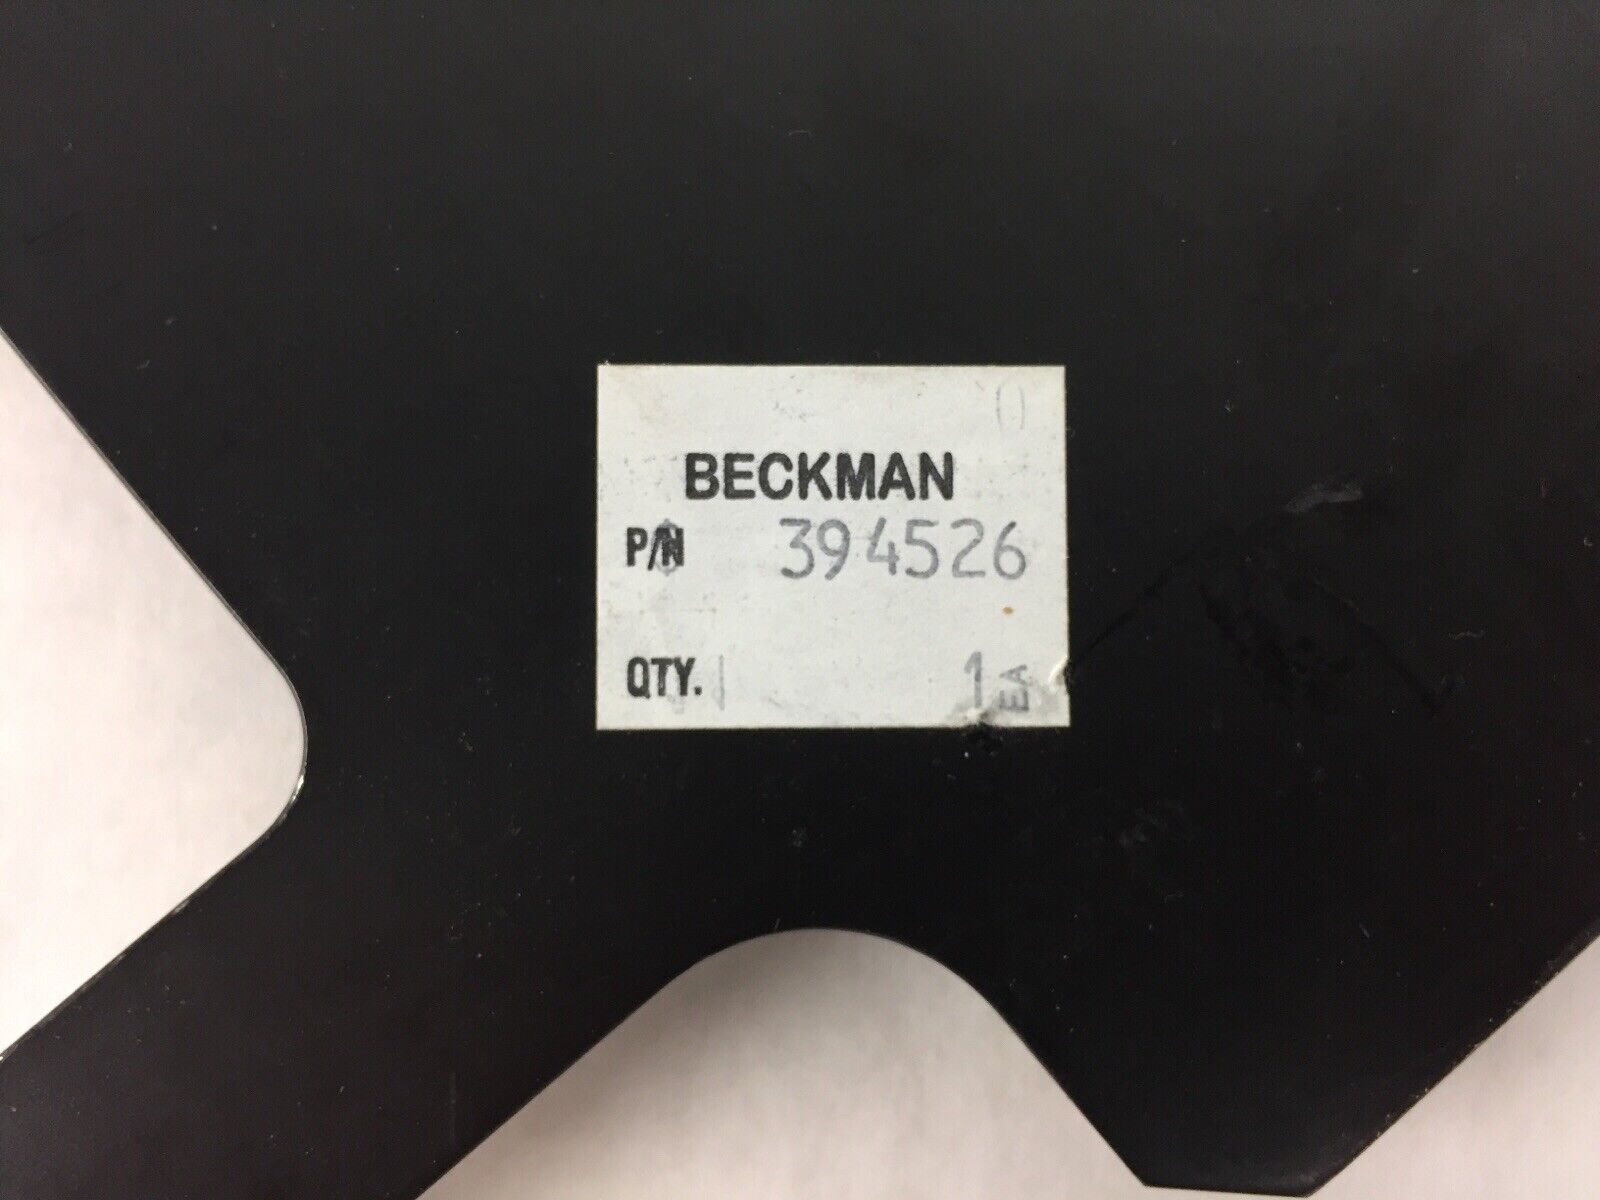 BECKMAN
P/N 394526
QTY. 1 EA